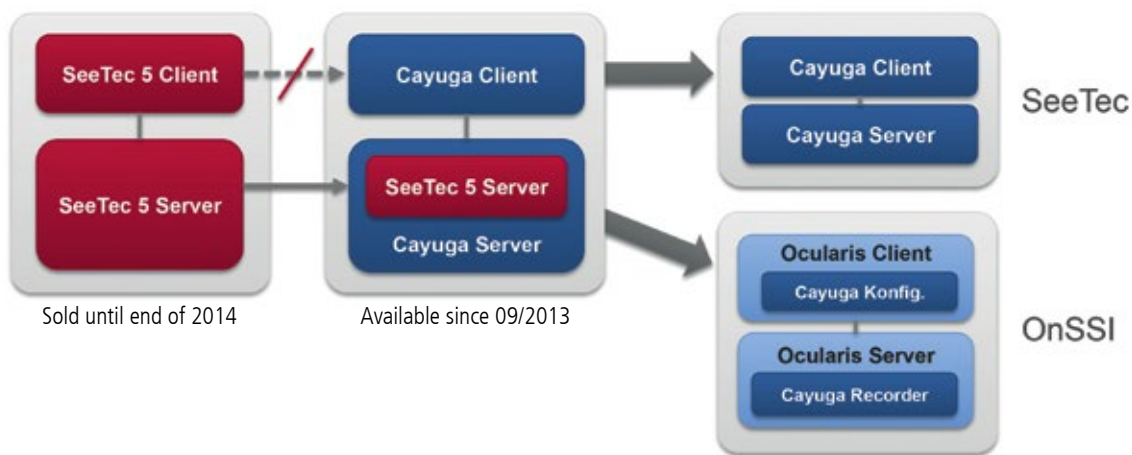 SeeTec 5 Client
SeeTec 5 Server
Sold until end of 2014
Cayuga Client
SeeTec 5 Server
Cayuga Server
Available since 09/2013
Cayuga Client
Cayuga Server
SeeTec
Ocularis Client
Cayuga Konfig.
Ocularis Server
Cayuga Recorder
OnSSI